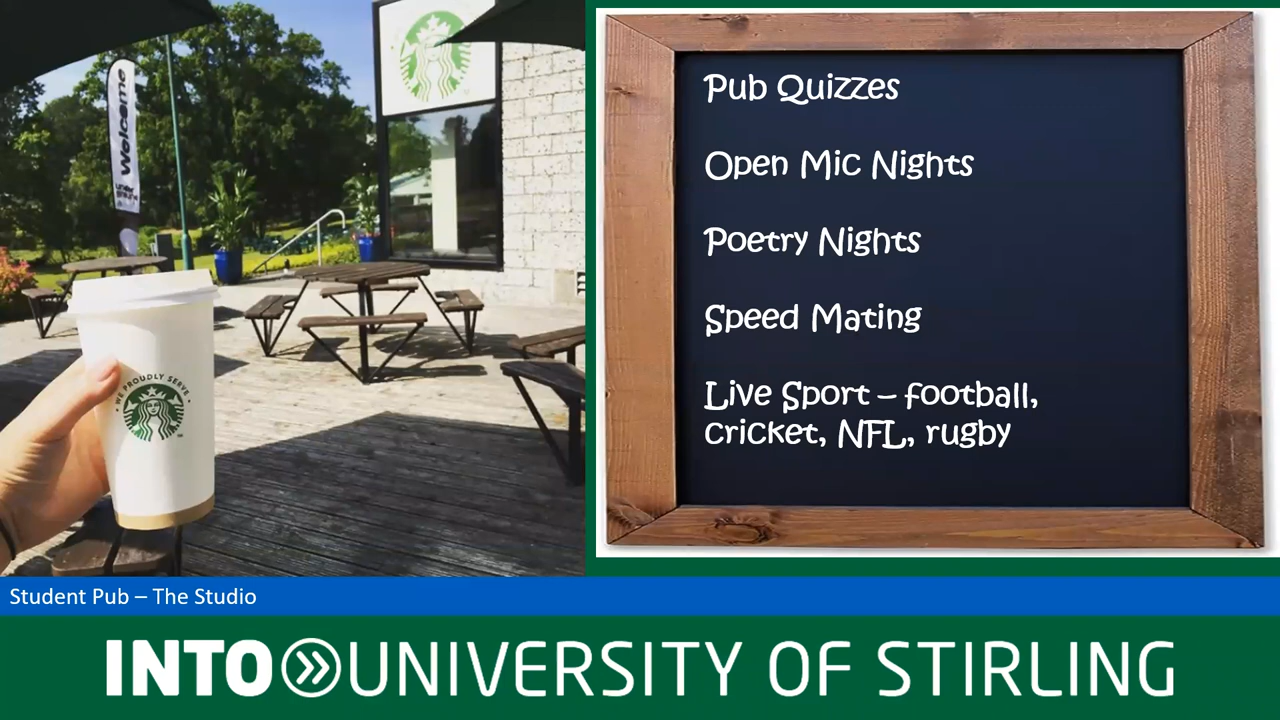 Welcome
WE PROUDLY SERVE
Pub Quizzes
Open Mic Nights
Poetry Nights
Speed Mating
Live Sport – football,
cricket, NFL, rugby
Student Pub – The Studio
INTO UNIVERSITY OF STIRLING